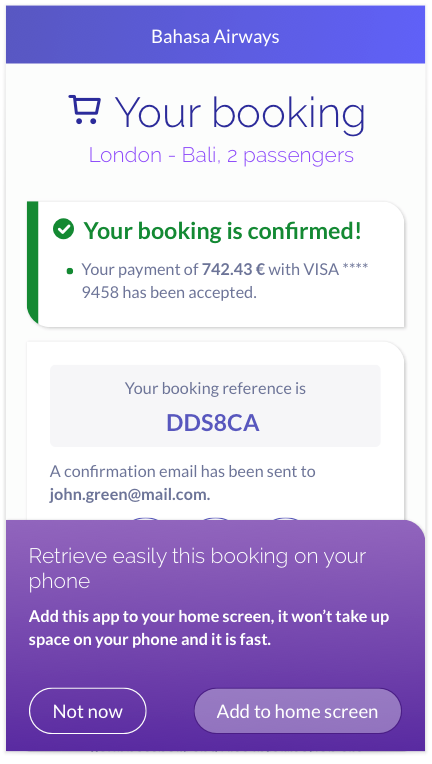 Bahasa Airways
Your booking
London - Bali, 2 passengers
Your booking is confirmed!
Your payment of 742.43 € with VISA ****
9458 has been accepted.
Your booking reference is
DDS8CA
A confirmation email has been sent to
john.green@mail.com.
Retrieve easily this booking on your
phone
Add this app to your home screen, it won’t take up
space on your phone and it is fast.
Not now
Add to home screen